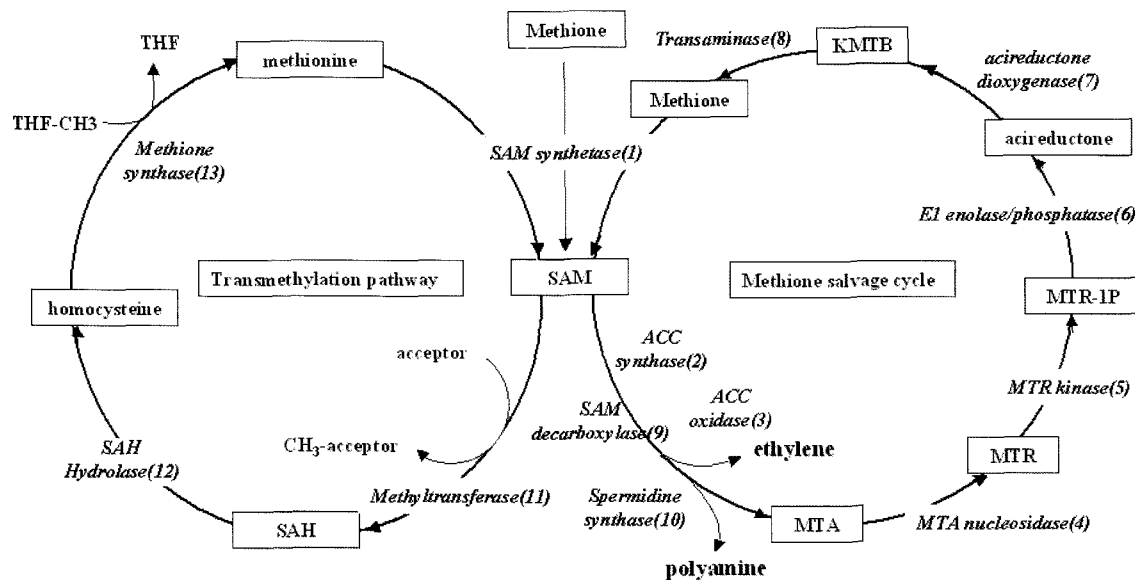 THF
methionine
THF-CH3
Methione
synthase(13)
Transmethylation pathway
homocysteine
acceptor
CH3-acceptor
SAH
Hydrolase(12)
Methyltransferase(11)
SAH
Methione
SAM synthetase(1)
SAM
Transaminase(8)
KMTB
Methione
acireductone
dioxygenase(7)
acireductone
E1 enolase/phosphatase(6)
Methione salvage cycle
MTR-1P
ACC
synthase(2)
MTR kinase(5)
SAM
decarboxylase(9)
ACC
oxidase(3)
ethylene
MTR
Spermidine
synthase(10)
MTA
MTA nucleosidase(4)
polyamine